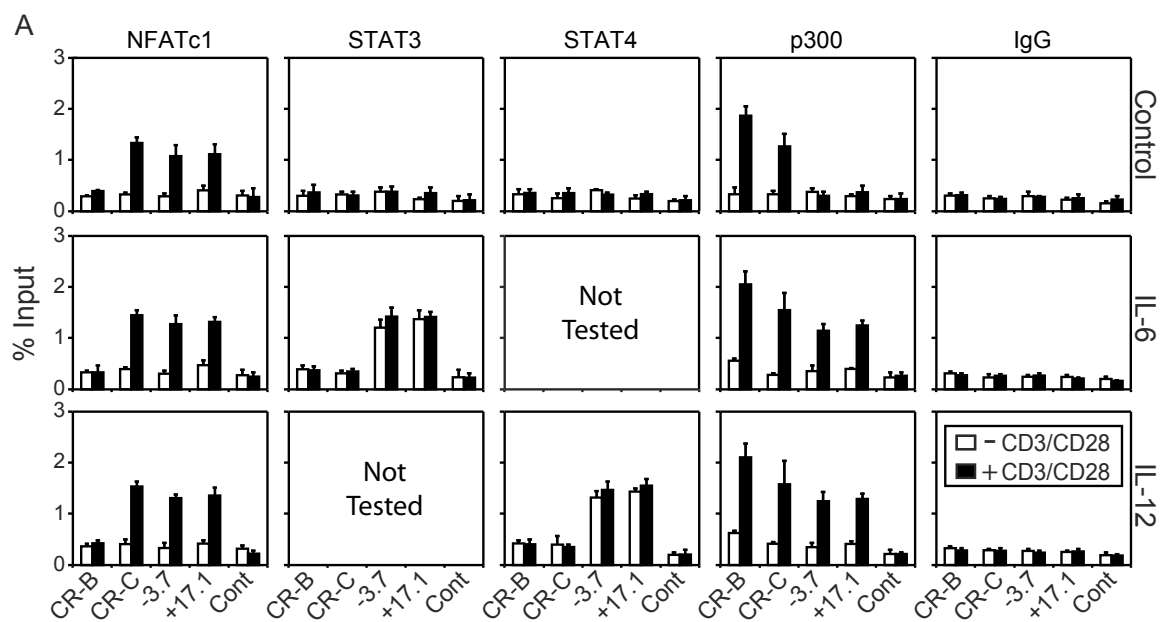 A
NFATc1 STAT3 STAT4 p300 IgG
3
2
1
0
Control
3
2
1
0
Not
Tested
IL-6
% Input
3
2
1
0
Not
Tested
− CD3/CD28
+ CD3/CD28
IL-12
CR-B CR-C -3.7 +17.1 Cont CR-B CR-C -3.7 +17.1 Cont CR-B CR-C -3.7 +17.1 Cont CR-B CR-C -3.7 +17.1 Cont CR-B CR-C -3.7 +17.1 Cont